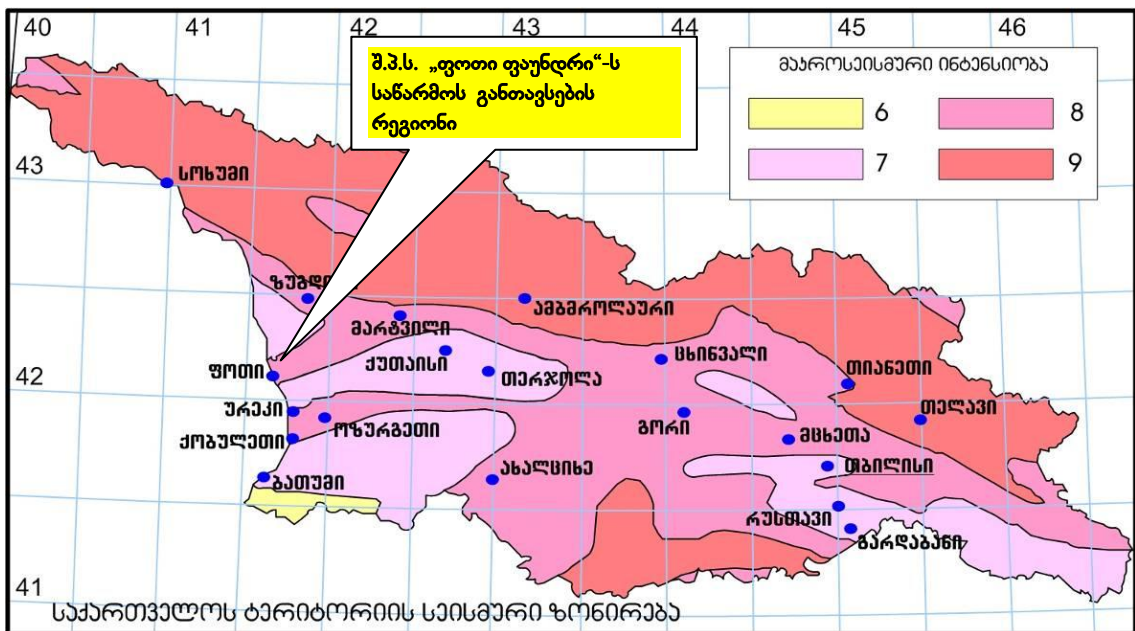 40 41 42 43 44 45 46
შ.პ.ს. „ფოთი ფაუნდრი“-ს
საწარმოს განთავსების
რეგიონი
მაკროსეისმური ინტენსიობა
6 8
7 9
43
სოხუმი
ზუგდ
ამბროლაური
მარტვილი
ცხინვალი
ქუთაისი
ფოთი
თერჯოლა
თიანეთი
42
ურეკი
ოზურგეთი
თელავი
გორი
მცხეთა
ქობულეთი
ახალციხე
თბილისი
ბათუმი
რუსთავი
გარდაბანი
41
საქართველოს ტერიტორიის სეისმური ზონირება